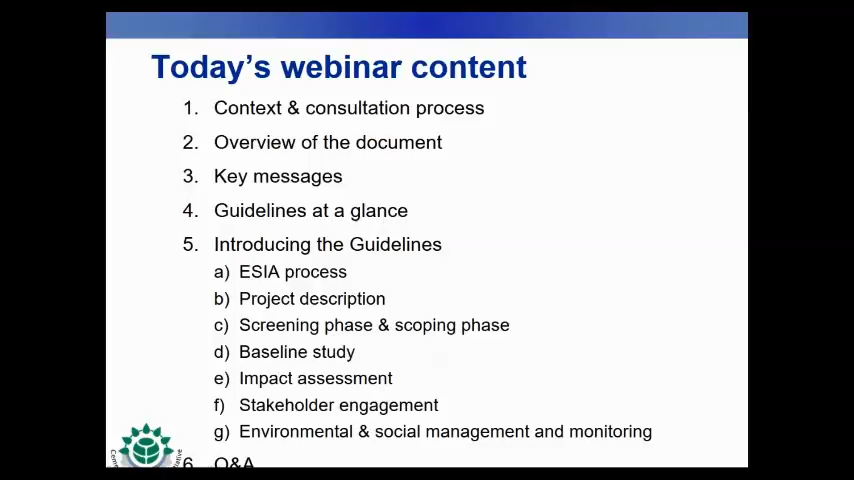 Today's webinar content
1. Context & consultation process
2. Overview of the document
3. Key messages
4. Guidelines at a glance
5. Introducing the Guidelines
a) ESIA process
b) Project description
c) Screening phase & scoping phase
d) Baseline study
e) Impact assessment
f) Stakeholder engagement
g) Environmental & social management and monitoring
6. Q&A